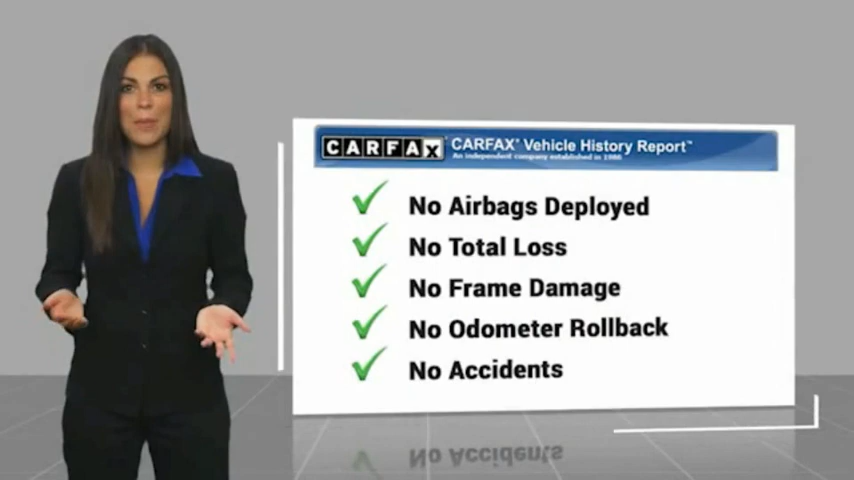 CARFAX CARFAX® Vehicle History Report™
An independent company established in 1986
No Airbags Deployed
No Total Loss
No Frame Damage
No Odometer Rollback
No Accidents
No Accidents